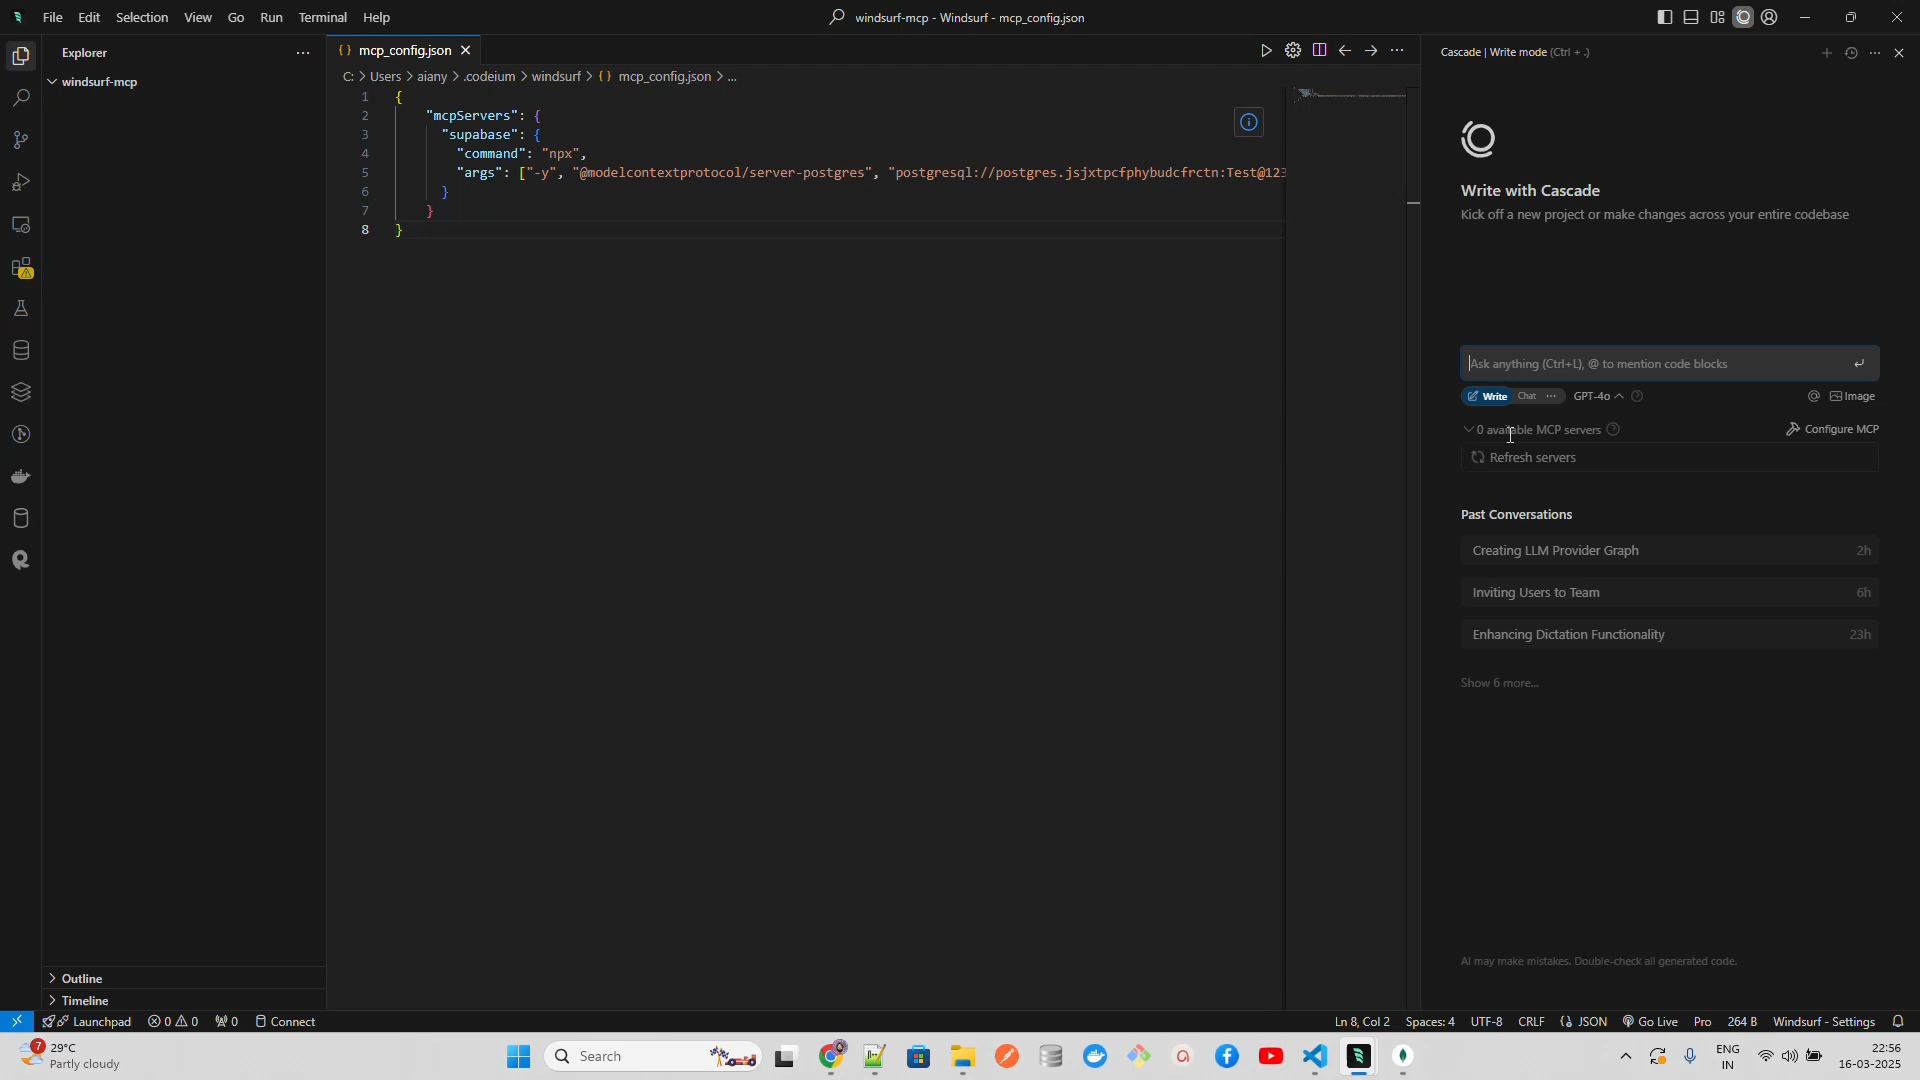 File Edit Selection View Go Run Terminal Help
windsurf-mcp - Windsurf - mcp_config.json
Explorer
windsurf-mcp
mcp_config.json
C: > Users > aiany > .codeium > windsurf > {} mcp_config.json > ...
1 {
2 "mcpServers": {
3 "supabase": {
4 "command": "npx",
5 "args": ["-y", "@modelcontextprotocol/server-postgres", "postgresql://postgres.jsjxtpcfphybudcfrctn:Test@123
6 }
7 }
8 }
Cascade | Write mode (Ctrl + .)
Write with Cascade
Kick off a new project or make changes across your entire codebase
Ask anything (Ctrl+L), @ to mention code blocks
Write Chat ... GPT-4o
@ Image
0 available MCP servers
Configure MCP
Refresh servers
Past Conversations
Creating LLM Provider Graph 2h
Inviting Users to Team 6h
Enhancing Dictation Functionality 23h
Show 6 more...
AI may make mistakes. Double-check all generated code.
Outline
Timeline
Launchpad 0 0 0 Connect
Ln 8, Col 2 Spaces: 4 UTF-8 CRLF {} JSON Go Live Pro 264 B Windsurf - Settings
7
29°C
Partly cloudy
Search
ENG
IN
22:56
16-03-2025